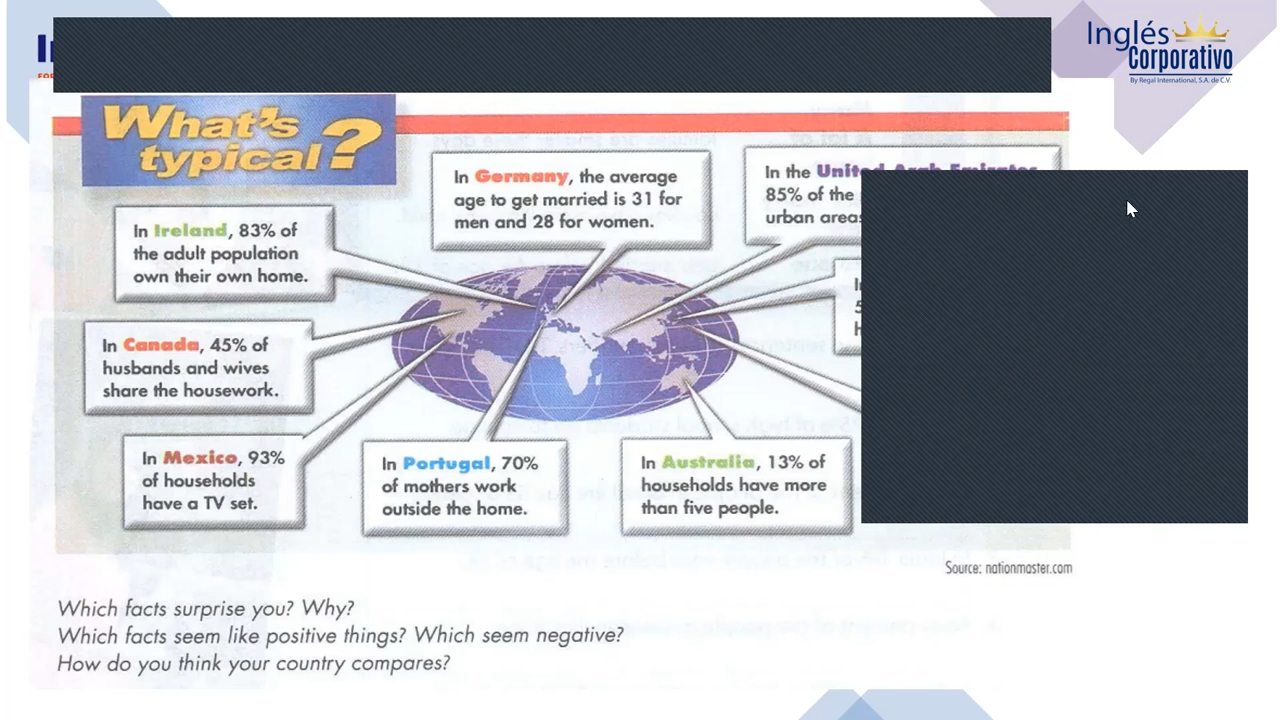 Inglés
Corporativo
By Regal International, S.A. de C.V.
What's
typical?
In Germany, the average
age to get married is 31 for
men and 28 for women.
In the United Arab Emirates
85% of the
urban areas
In Ireland, 83% of
the adult population
own their own home.
In Canada, 45% of
husbands and wives
share the housework.
In Mexico, 93%
of households
have a TV set.
In Portugal, 70%
of mothers work
outside the home.
In Australia, 13% of
households have more
than five people.
Source: nationmaster.com
Which facts surprise you? Why?
Which facts seem like positive things? Which seem negative?
How do you think your country compares?